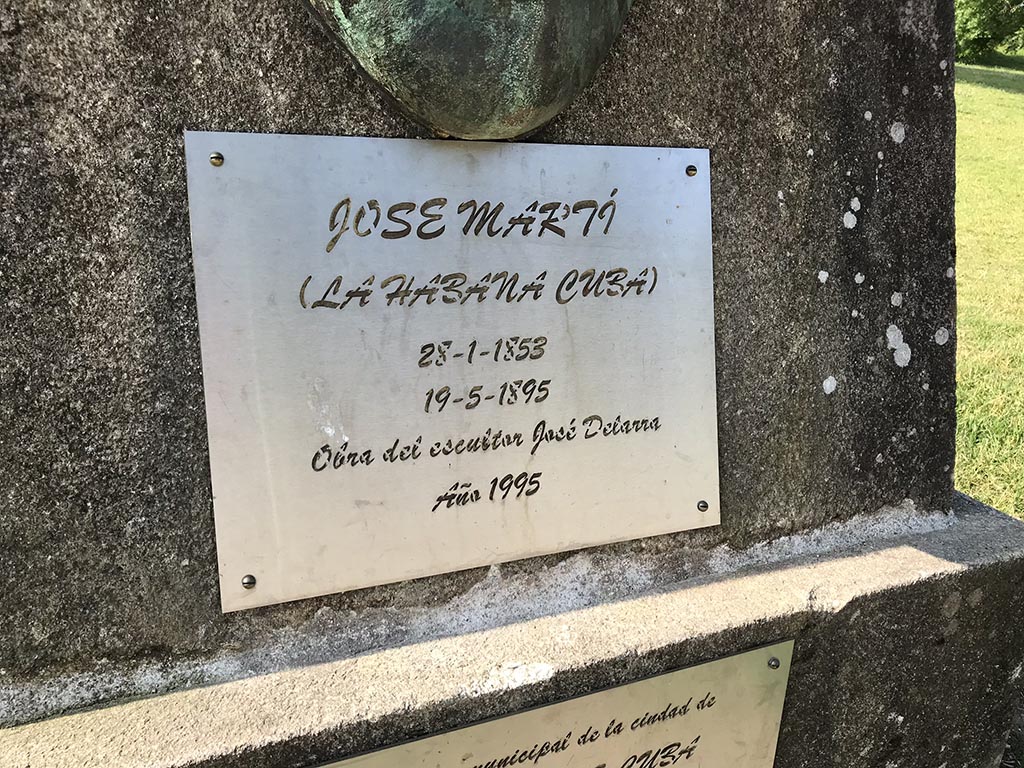 JOSE MARTÍ
(LA HABANA CUBA)
28-1-1853
19-5-1895
Obra del escultor José Delarra
Año 1995
municipal de la ciudad de
CUBA